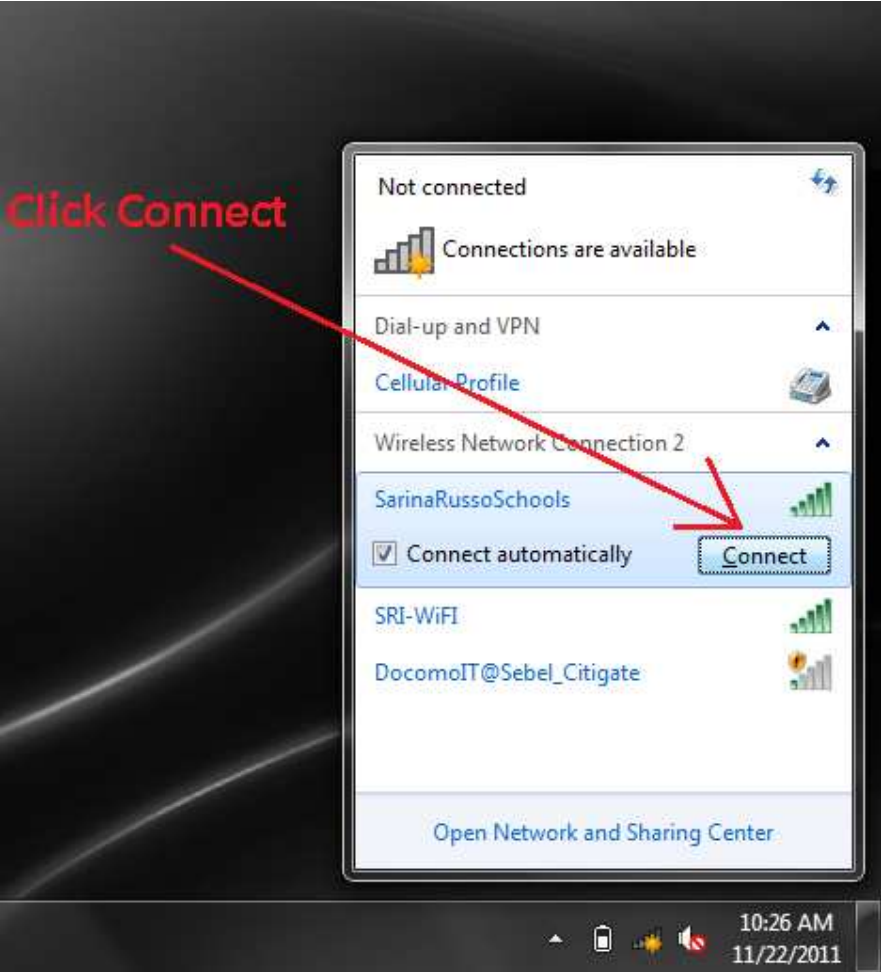 Click Connect
Not connected
Connections are available
Dial-up and VPN
Cellular Profile
Wireless Network Connection 2
SarinaRussoSchools
Connect automatically
Connect
SRI-WiFI
DocomoIT@Sebel_Citigate
Open Network and Sharing Center
10:26 AM
11/22/2011